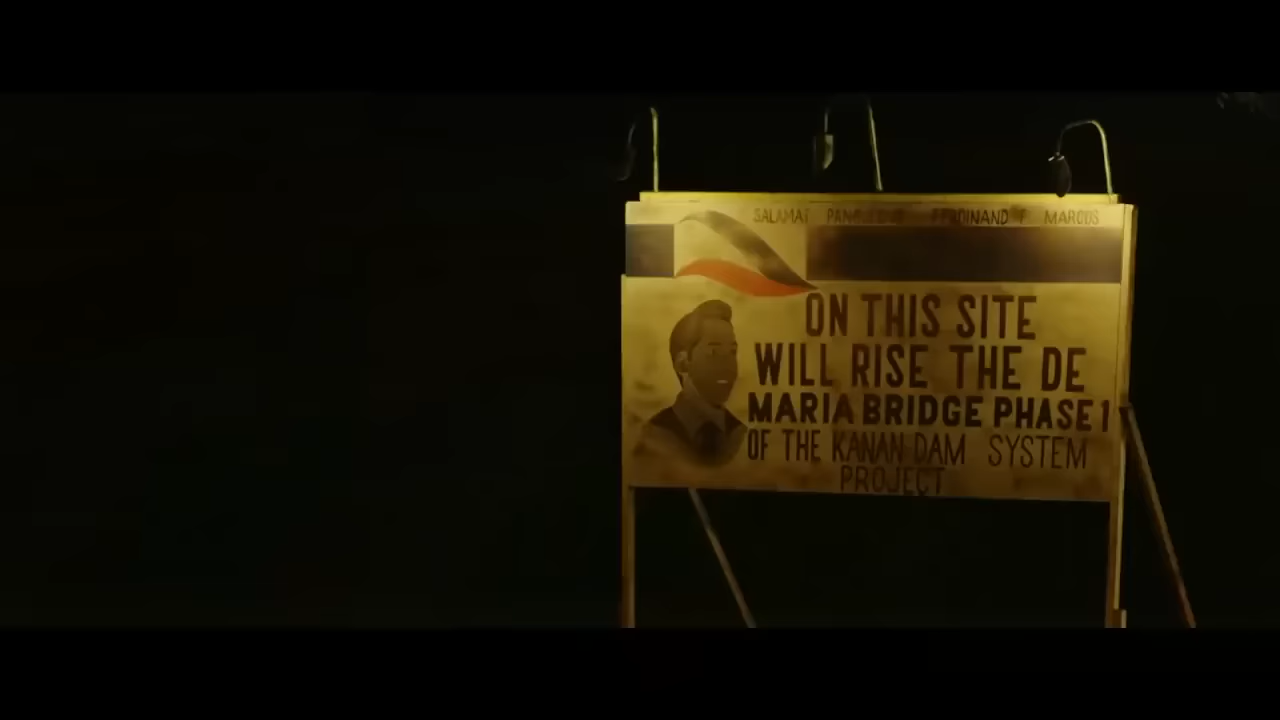 SALAMAT FERDINAND F MARCOS
ON THIS SITE
WILL RISE THE DE
MARIA BRIDGE PHASE 1
OF THE KANAN DAM SYSTEM
PROJECT